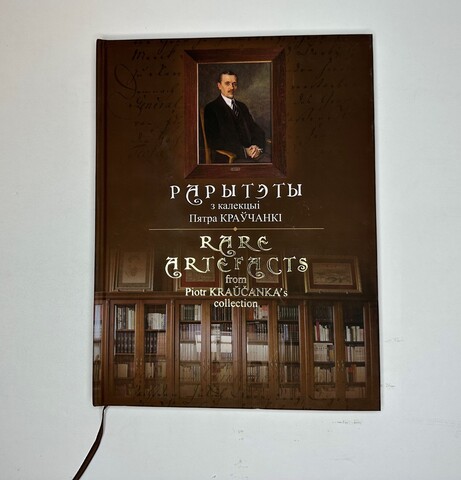 РАРЫТЭТЫ
з калекцыі
Пятра КРАЎЧАНКІ
RARE
ARTEFACTS
from
Piotr KRAŬČANKA's
collection